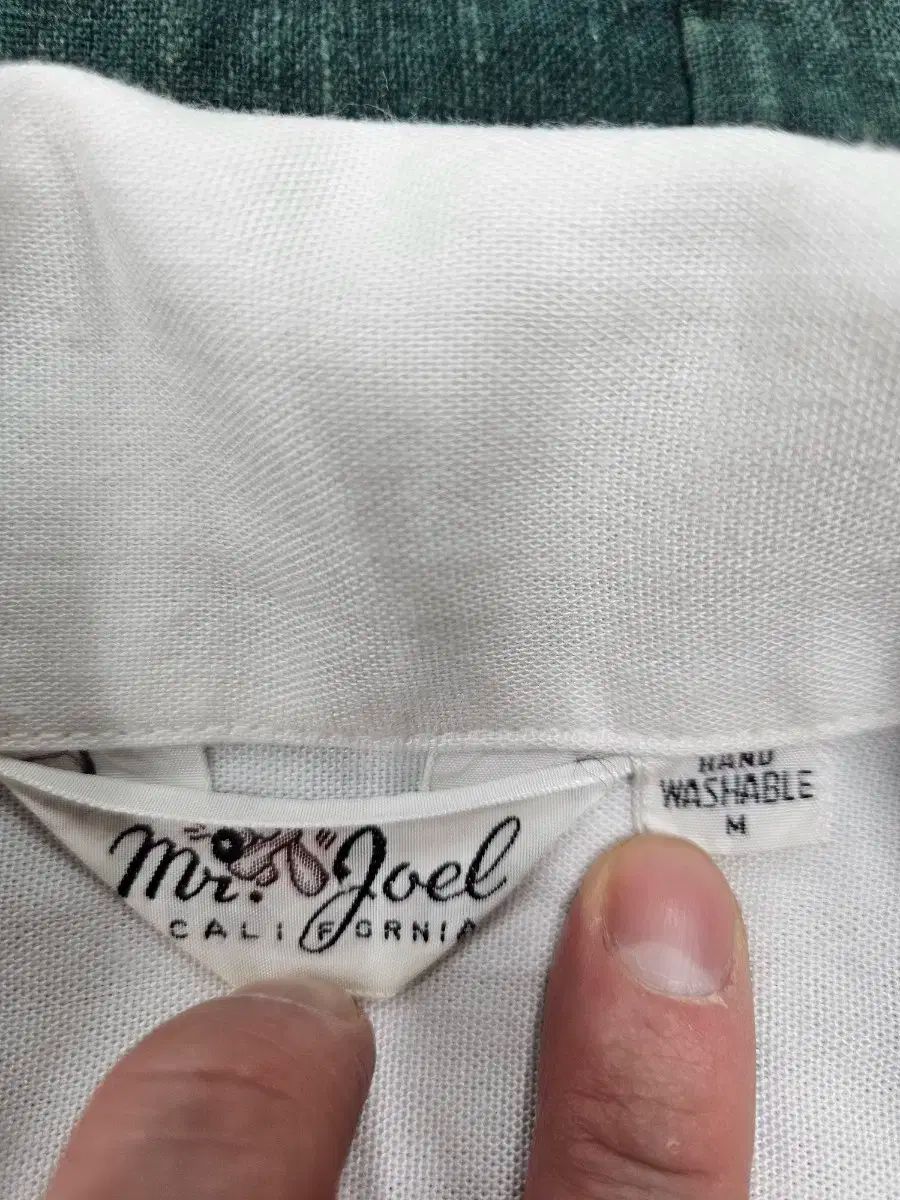 Mr. Joel
CALIFORNIA
HAND
WASHABLE
M